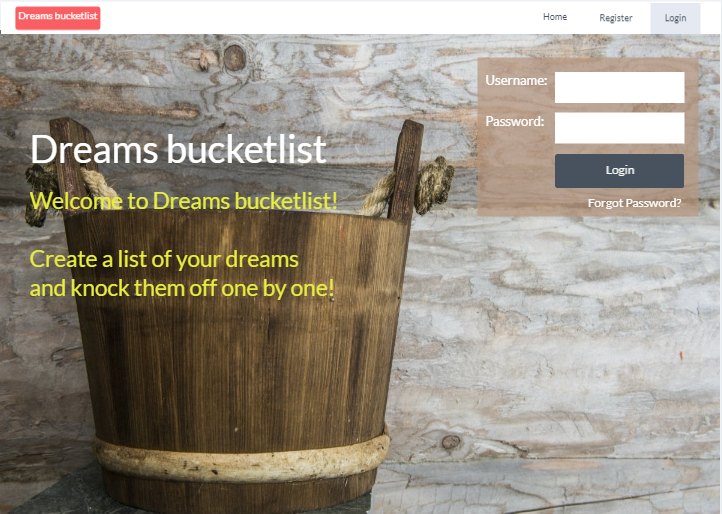 Dreams bucketlist
Home Register Login
Username:
Password:
Login
Forgot Password?
Dreams bucketlist
Welcome to Dreams bucketlist!
Create a list of your dreams
and knock them off one by one!